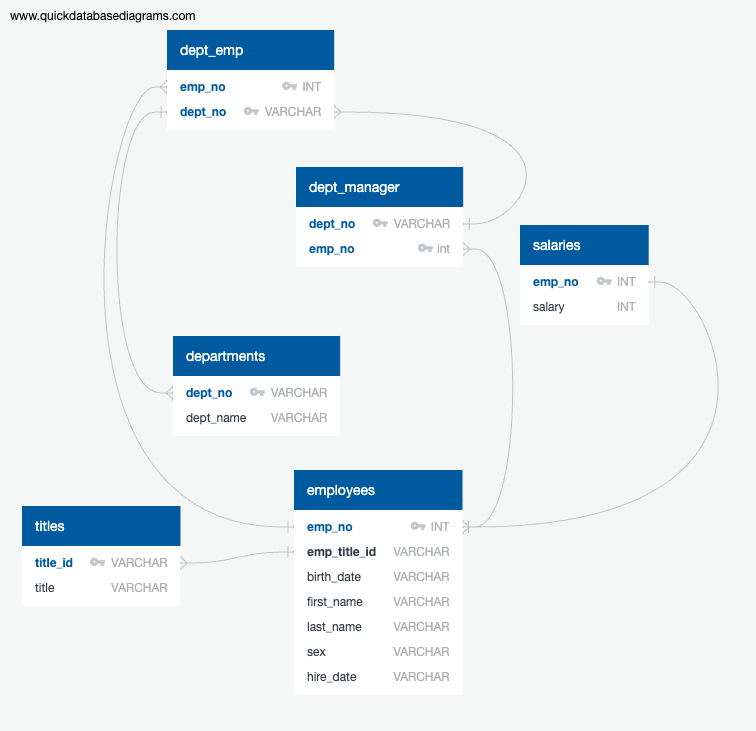 www.quickdatabasediagrams.com
dept_emp
emp_no INT
dept_no VARCHAR
dept_manager
dept_no VARCHAR
emp_no int
salaries
emp_no INT
salary INT
departments
dept_no VARCHAR
dept_name VARCHAR
employees
emp_no INT
emp_title_id VARCHAR
birth_date VARCHAR
first_name VARCHAR
last_name VARCHAR
sex VARCHAR
hire_date VARCHAR
titles
title_id VARCHAR
title VARCHAR